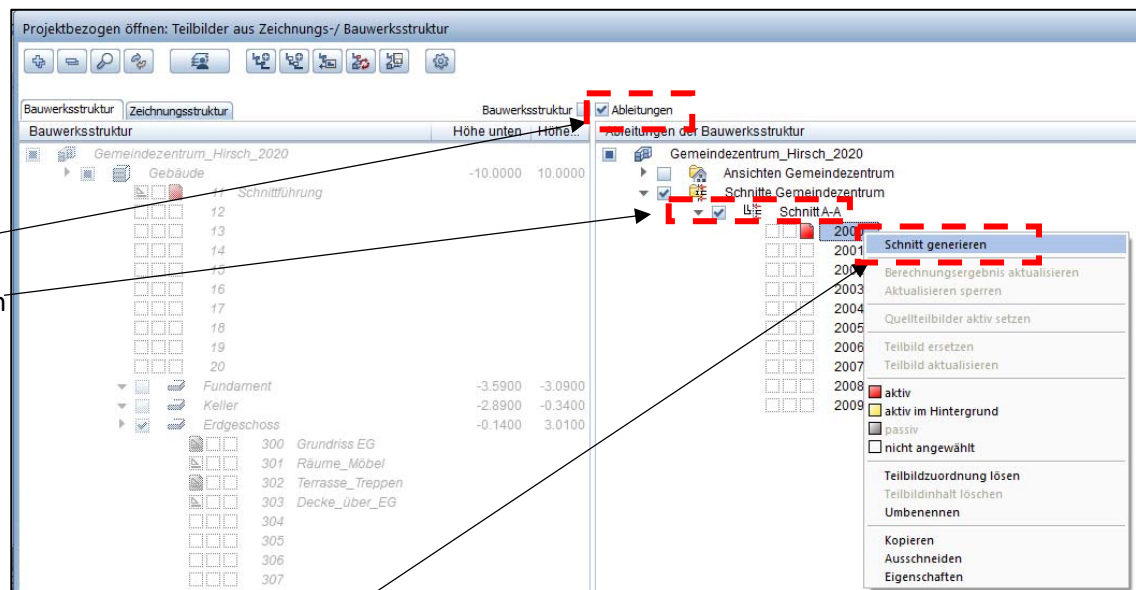 Projektbezogen öffnen: Teilbilder aus Zeichnungs-/ Bauwerksstruktur
Bauwerksstruktur Zeichnungsstruktur Bauwerksstruktur Ableitungen
Bauwerksstruktur Höhe unten Höhe... Ableitungen der Bauwerksstruktur
Gemeindezentrum_Hirsch_2020
Gebäude -10.0000 10.0000
11 Schnittführung
12
13
14
15
16
17
18
19
20
Fundament -3.5900 -3.0900
Keller -2.8900 -0.3400
Erdgeschoss -0.1400 3.0100
300 Grundriss EG
301 Räume_Möbel
302 Terrasse_Treppen
303 Decke_über_EG
304
305
306
307
n
Gemeindezentrum_Hirsch_2020
Ansichten Gemeindezentrum
Schnitte Gemeindezentrum
Schnitt A-A
200
2001
200
2003
2004
2005
2006
2007
2008
2009
Schnitt generieren
Berechnungsergebnis aktualisieren
Aktualisieren sperren
Quellteilbilder aktiv setzen
Teilbild ersetzen
Teilbild aktualisieren
aktiv
aktiv im Hintergrund
passiv
nicht angewählt
Teilbildzuordnung lösen
Teilbildinhalt löschen
Umbenennen
Kopieren
Ausschneiden
Eigenschaften